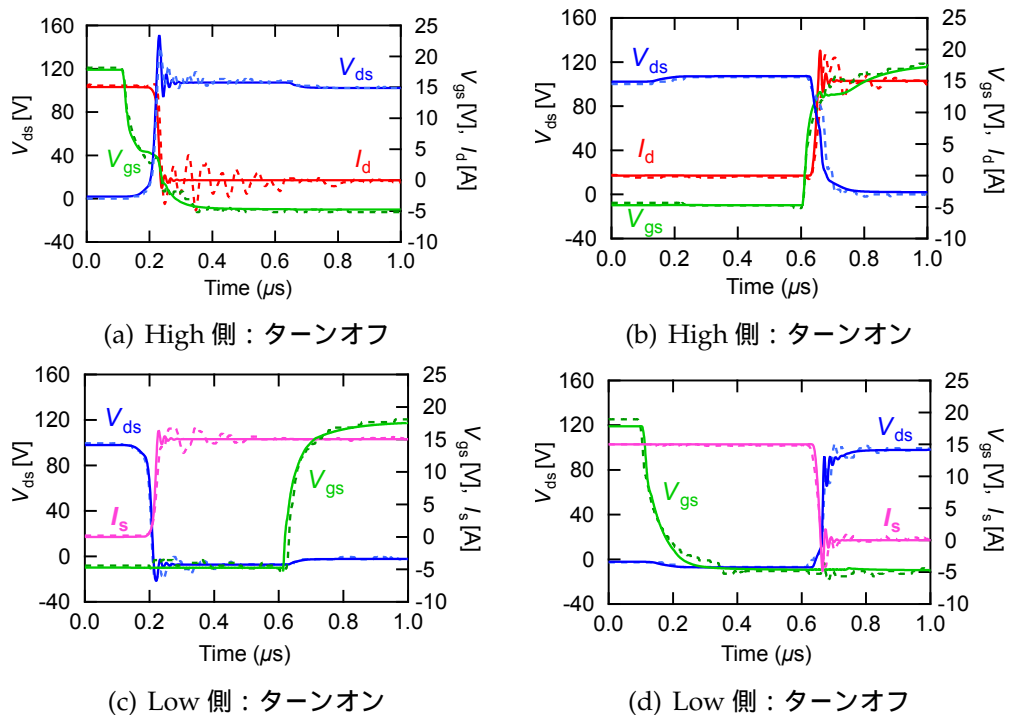 160
120
80
40
0
-40
V_ds [V]
25
20
15
10
5
0
-5
-10
V_gs [V], I_d [A]
V_ds
I_d
V_gs
0.0 0.2 0.4 0.6 0.8 1.0
Time (µs)
(a) High 側：ターンオフ
160
120
80
40
0
-40
V_ds [V]
25
20
15
10
5
0
-5
-10
V_gs [V], I_d [A]
V_ds
I_d
V_gs
0.0 0.2 0.4 0.6 0.8 1.0
Time (µs)
(b) High 側：ターンオン
160
120
80
40
0
-40
V_ds [V]
25
20
15
10
5
0
-5
-10
V_gs [V], I_s [A]
V_ds
V_gs
I_s
0.0 0.2 0.4 0.6 0.8 1.0
Time (µs)
(c) Low 側：ターンオン
160
120
80
40
0
-40
V_ds [V]
25
20
15
10
5
0
-5
-10
V_gs [V], I_s [A]
V_ds
V_gs
I_s
0.0 0.2 0.4 0.6 0.8 1.0
Time (µs)
(d) Low 側：ターンオフ